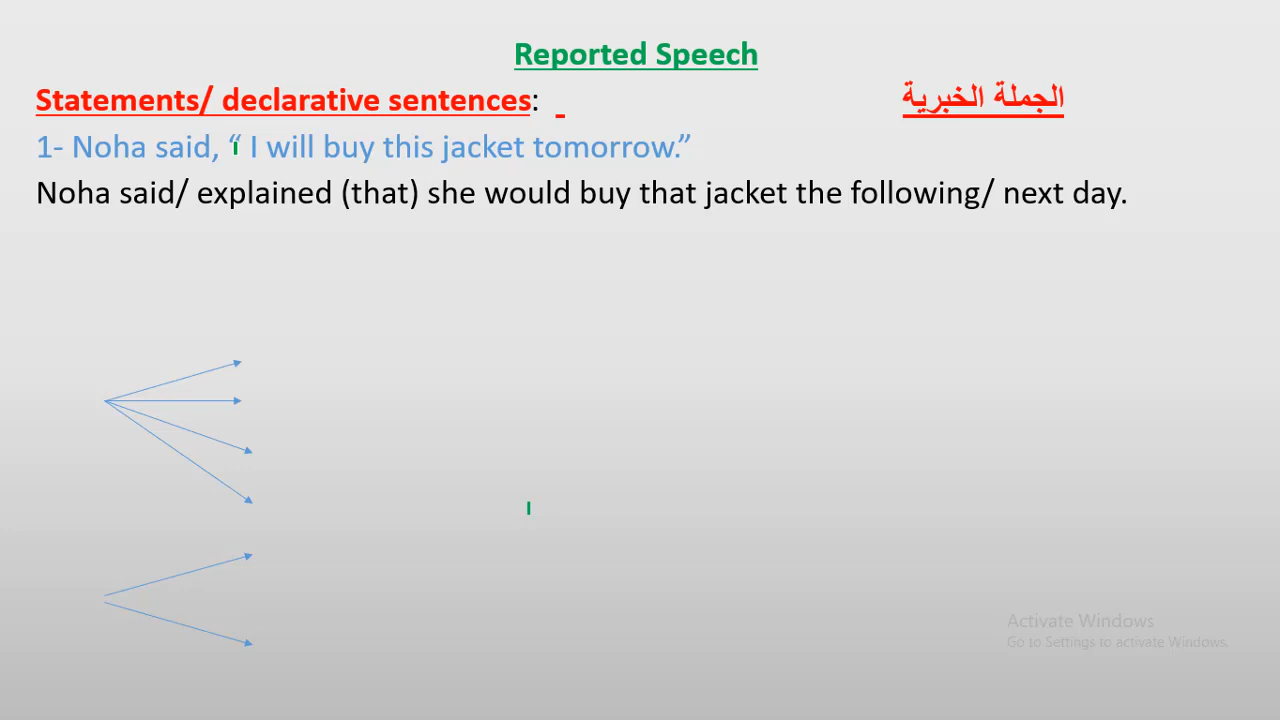 Reported Speech
Statements/ declarative sentences: الجملة الخبرية
1- Noha said, “ I will buy this jacket tomorrow.”
Noha said/ explained (that) she would buy that jacket the following/ next day.
Activate Windows
Go to Settings to activate Windows.